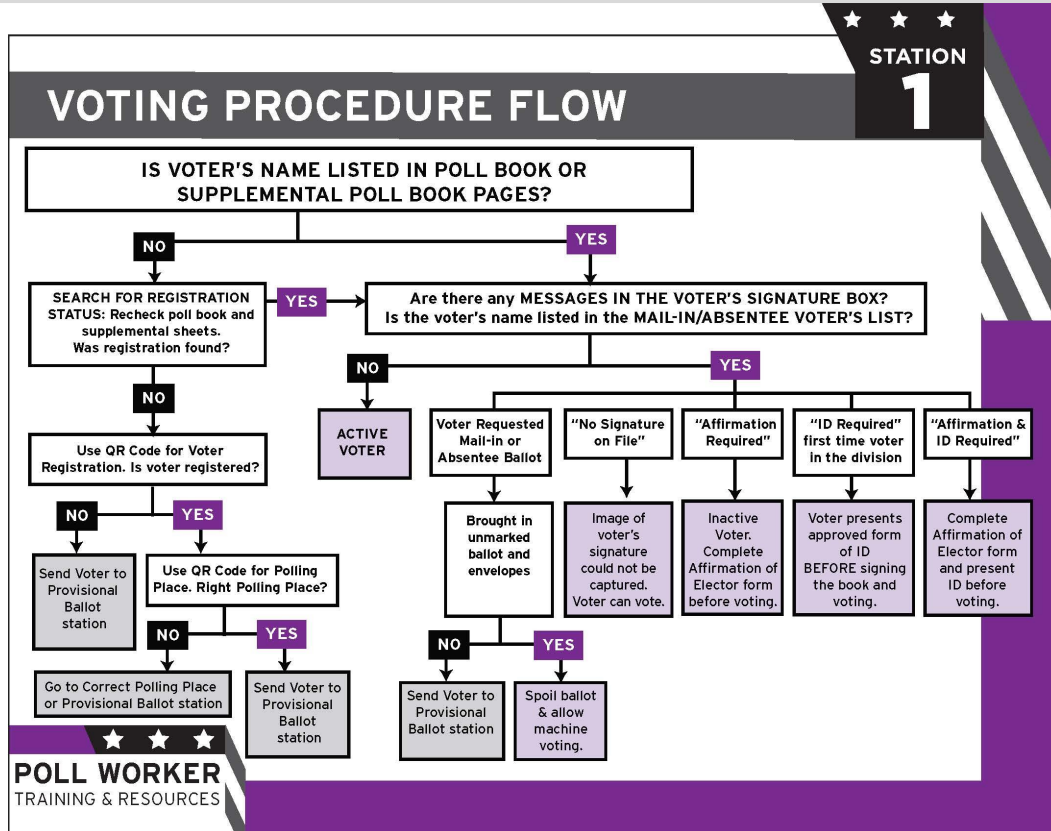 STATION
1
VOTING PROCEDURE FLOW
IS VOTER'S NAME LISTED IN POLL BOOK OR
SUPPLEMENTAL POLL BOOK PAGES?
NO
YES
SEARCH FOR REGISTRATION
STATUS: Recheck poll book and
supplemental sheets.
Was registration found?
YES
Are there any MESSAGES IN THE VOTER'S SIGNATURE BOX?
Is the voter's name listed in the MAIL-IN/ABSENTEE VOTER'S LIST?
NO
NO
YES
Use QR Code for Voter
Registration. Is voter registered?
ACTIVE
VOTER
Voter Requested
Mail-in or
Absentee Ballot
"No Signature
on File"
"Affirmation
Required"
"ID Required"
first time voter
in the division
"Affirmation &
ID Required"
NO
YES
Send Voter to
Provisional
Ballot
station
Use QR Code for Polling
Place. Right Polling Place?
Brought in
unmarked
ballot and
envelopes
Image of
voter's
signature
could not be
captured.
Voter can vote.
Inactive
Voter.
Complete
Affirmation of
Elector form
before voting.
Voter presents
approved form
of ID
BEFORE signing
the book and
voting.
Complete
Affirmation of
Elector form
and present
ID before
voting.
NO
YES
NO
YES
Go to Correct Polling Place
or Provisional Ballot station
Send Voter to
Provisional
Ballot
station
Send Voter to
Provisional
Ballot station
Spoil ballot
& allow
machine
voting.
POLL WORKER
TRAINING & RESOURCES